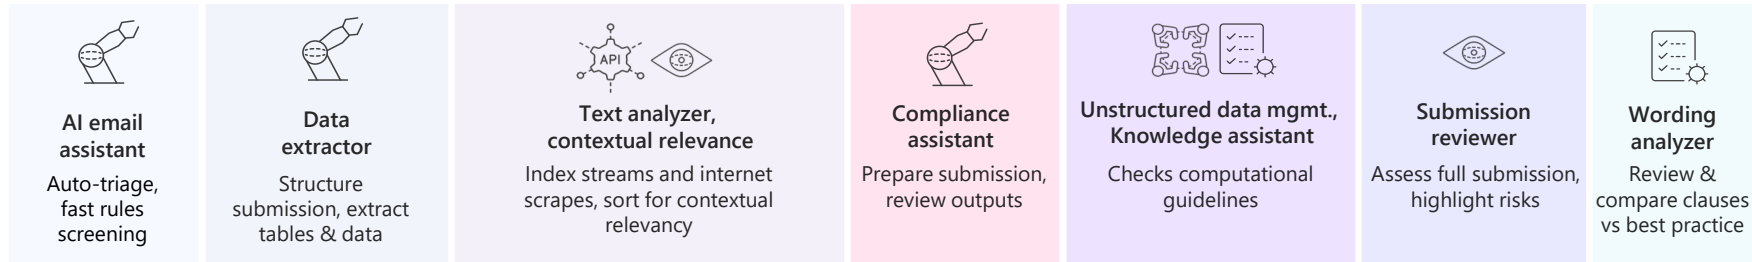 AI email
assistant
Auto-triage,
fast rules
screening
Data
extractor
Structure
submission, extract
tables & data
API
Text analyzer,
contextual relevance
Index streams and internet
scrapes, sort for contextual
relevancy
Compliance
assistant
Prepare submission,
review outputs
Unstructured data mgmt.,
Knowledge assistant
Checks computational
guidelines
Submission
reviewer
Assess full submission,
highlight risks
Wording
analyzer
Review &
compare clauses
vs best practice